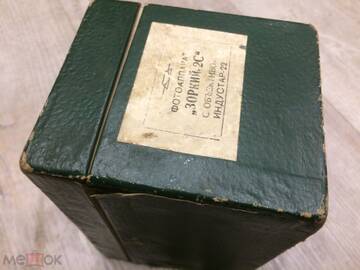 ФОТОАППАРАТ
„ЗОРКИЙ-2С“
С ОБЪЕКТИВОМ
ИНДУСТАР-22
Мешок